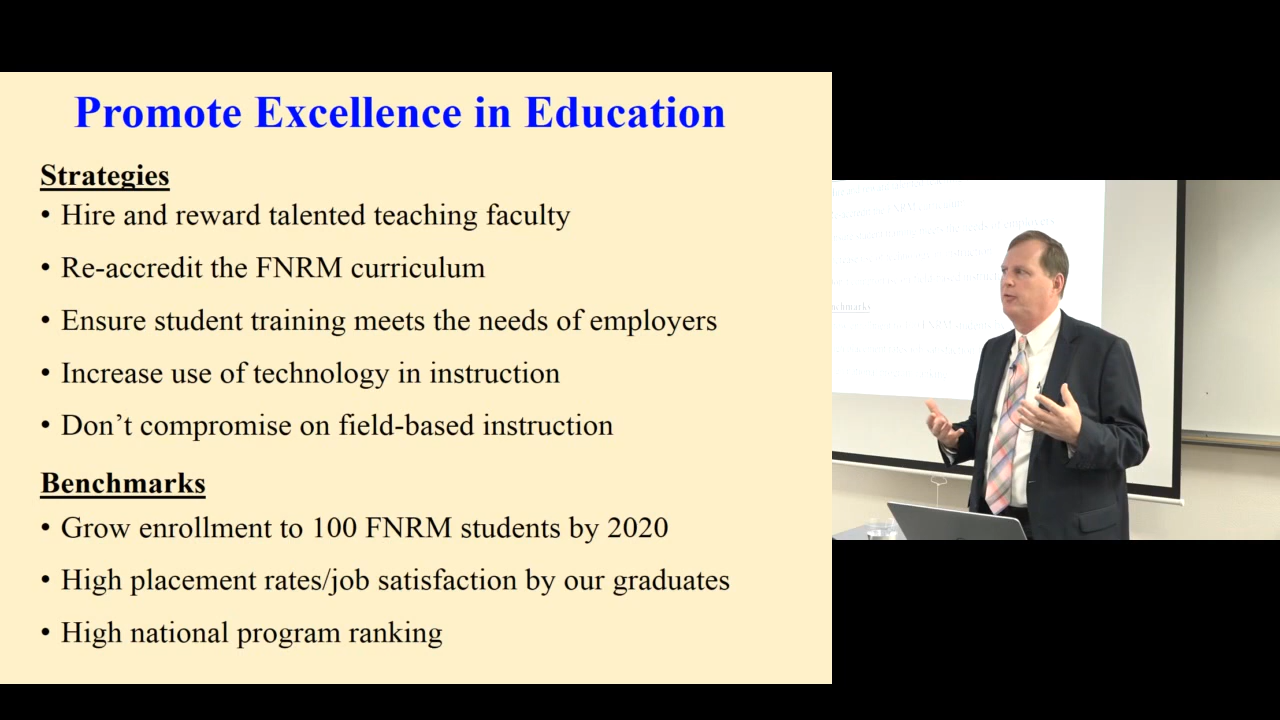 Promote Excellence in Education
Strategies
• Hire and reward talented teaching faculty
• Re-accredit the FNRM curriculum
• Ensure student training meets the needs of employers
• Increase use of technology in instruction
• Don’t compromise on field-based instruction
Benchmarks
• Grow enrollment to 100 FNRM students by 2020
• High placement rates/job satisfaction by our graduates
• High national program ranking